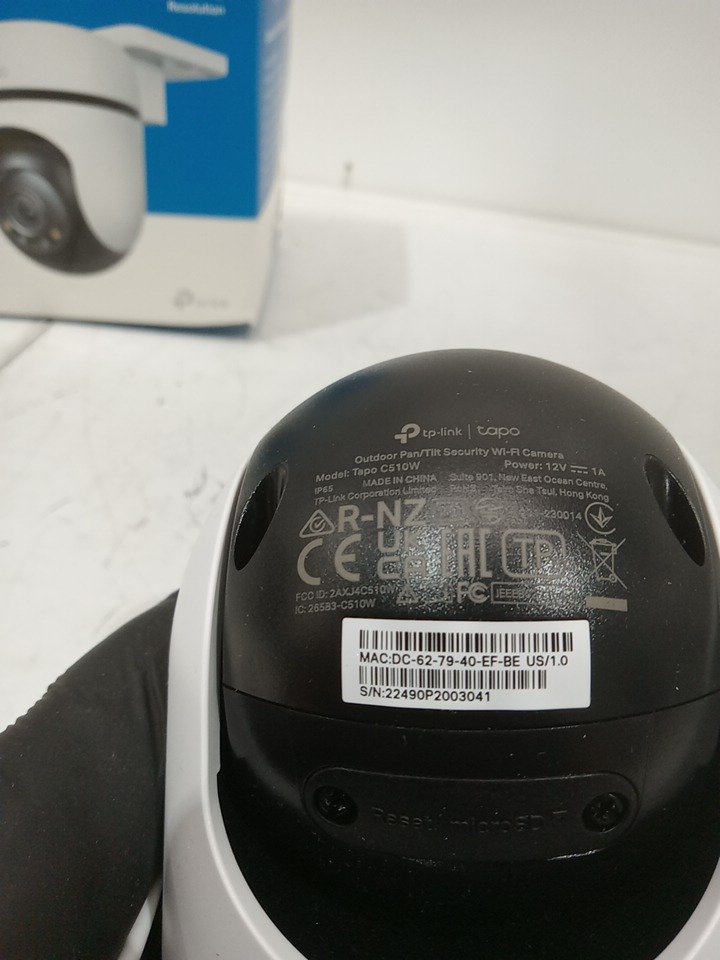 Resolution
tp-link | tapo
Outdoor Pan/Tilt Security Wi-Fi Camera
Model: Tapo C510W Power: 12V ⎓ 1A
IP65 MADE IN CHINA Suite 901, New East Ocean Centre,
TP-Link Corporation Limited Tsim Sha Tsui, Hong Kong
R-NZ -230014
CE UK CA EAC TP
FCC ID: 2AXJ4C510W FC
IC: 26583-C510W
MAC:DC-62-79-40-EF-BE US/1.0
S/N:22490P2003041
Reset / microSD